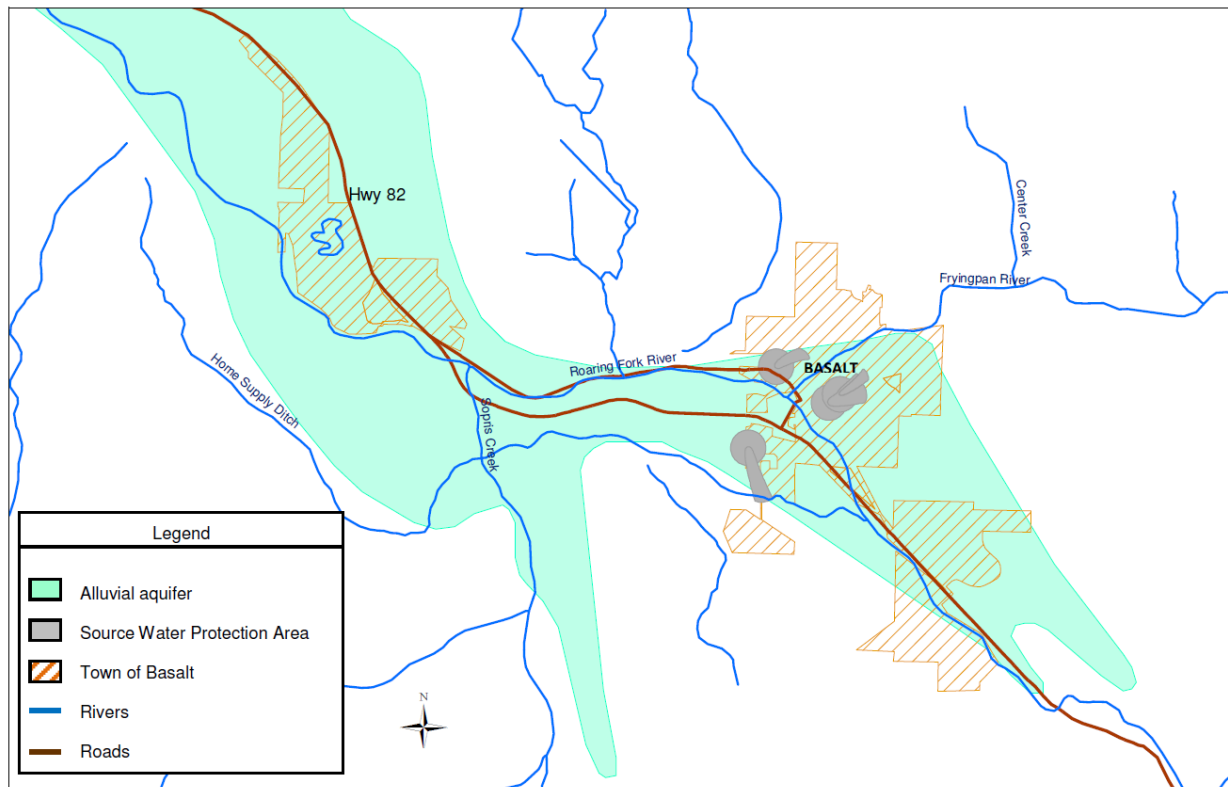 Hwy 82
Center Creek
Fryingpan River
Roaring Fork River
BASALT
Home Supply Ditch
Sopris Creek
Legend
Alluvial aquifer
Source Water Protection Area
Town of Basalt
Rivers
Roads
N